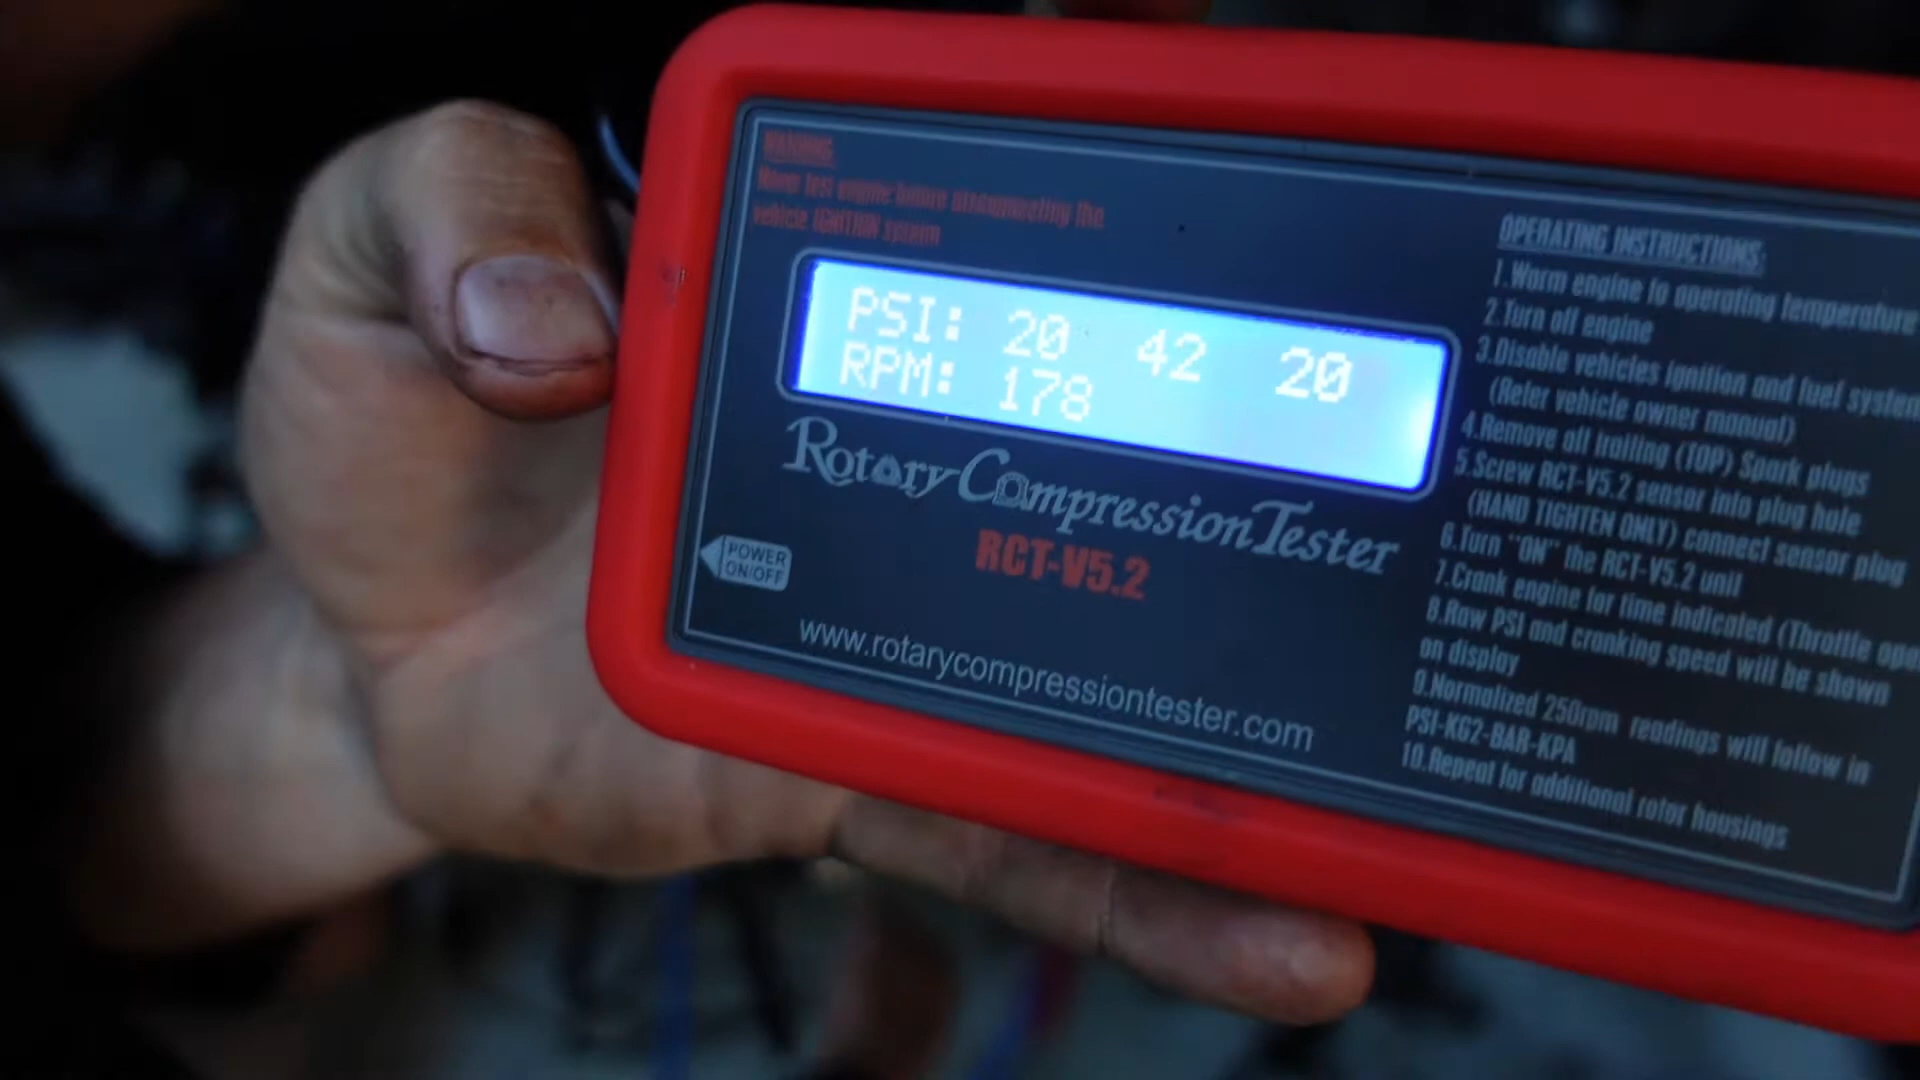 WARNING
Never test engine before disconnecting the
vehicle IGNITION system
PSI: 20 42 20
RPM: 178
Rotary Compression Tester
RCT-V5.2
POWER
ON/OFF
www.rotarycompressiontester.com
OPERATING INSTRUCTIONS:
1.Warm engine to operating temperature
2.Turn off engine
3.Disable vehicles ignition and fuel system
(Refer vehicle owner manual)
4.Remove all trailing (TOP) Spark plugs
5.Screw RCT-V5.2 sensor into plug hole
(HAND TIGHTEN ONLY) connect sensor plug
6.Turn "ON" the RCT-V5.2 unit
7.Crank engine for time indicated (Throttle ope
8.Raw PSI and cranking speed will be shown
on display
9.Normalized 250rpm readings will follow in
PSI-KG2-BAR-KPA
10.Repeat for additional rotor housings